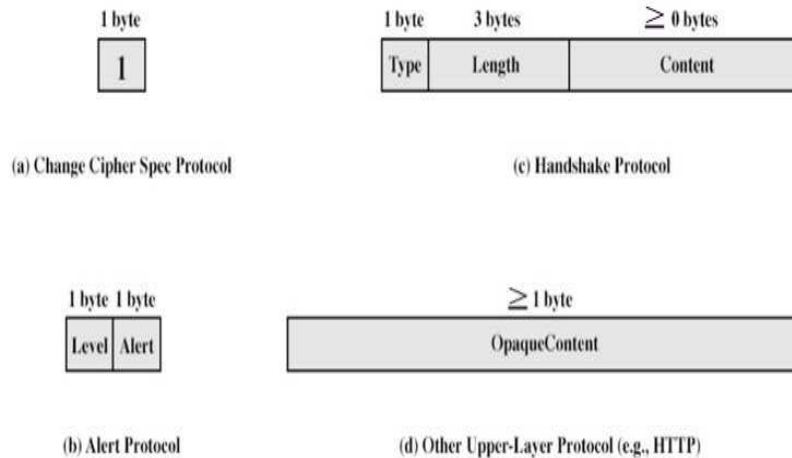 1 byte
1
(a) Change Cipher Spec Protocol
1 byte 3 bytes ≥ 0 bytes
Type Length Content
(c) Handshake Protocol
1 byte 1 byte
Level Alert
(b) Alert Protocol
≥ 1 byte
OpaqueContent
(d) Other Upper-Layer Protocol (e.g., HTTP)